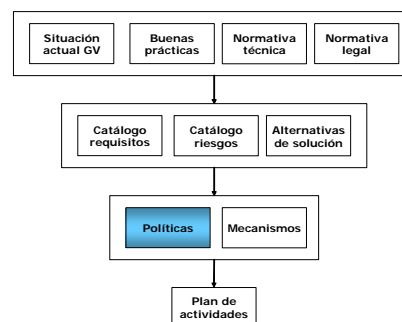 Situación
actual GV
Buenas
prácticas
Normativa
técnica
Normativa
legal
Catálogo
requisitos
Catálogo
riesgos
Alternativas
de solución
Políticas
Mecanismos
Plan de
actividades